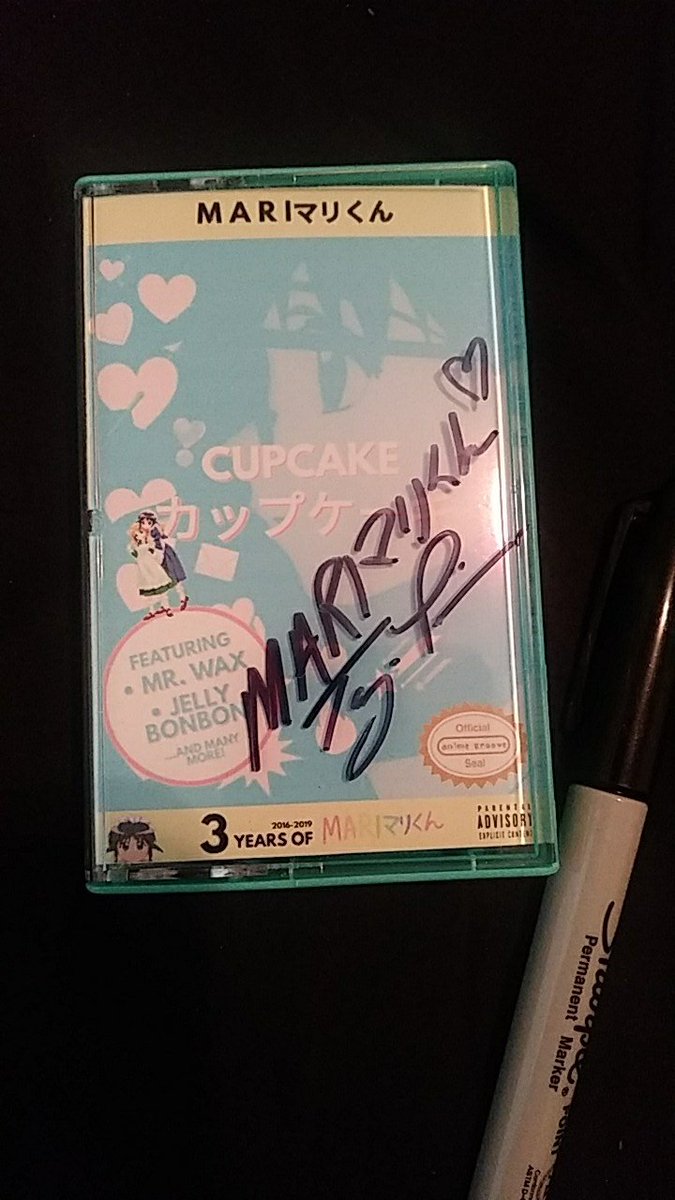 MARIマリくん
CUPCAKE
カップケー
MARIマリくん♡
FEATURING
• MR. WAX
• JELLY
BONBON
...AND MANY
MORE!
Official
anime groove
Seal
2016-2019
3 YEARS OF MARIマリくん
PARENTAL
ADVISORY
EXPLICIT CONTENT
Sharpie
Permanent Marker